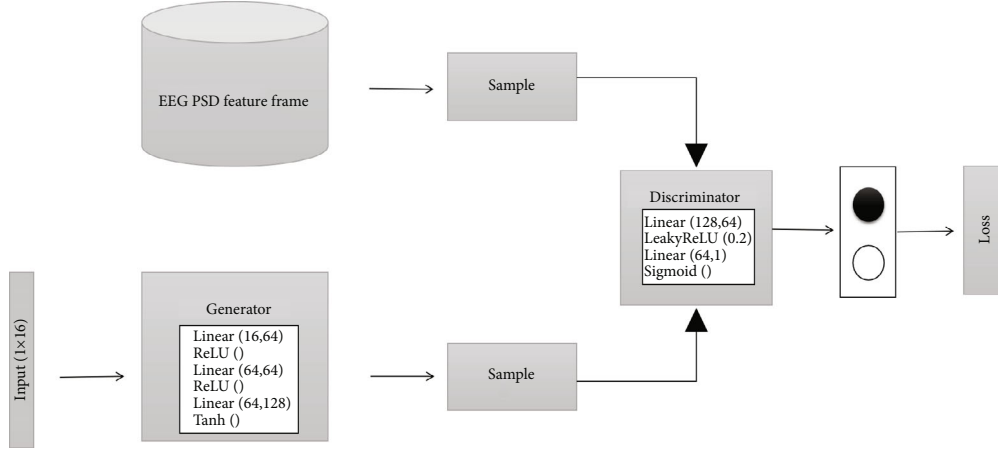 EEG PSD feature frame
Sample
Discriminator
Linear (128,64)
LeakyReLU (0.2)
Linear (64,1)
Sigmoid ()
Loss
Input (1×16)
Generator
Linear (16,64)
ReLU ()
Linear (64,64)
ReLU ()
Linear (64,128)
Tanh ()
Sample